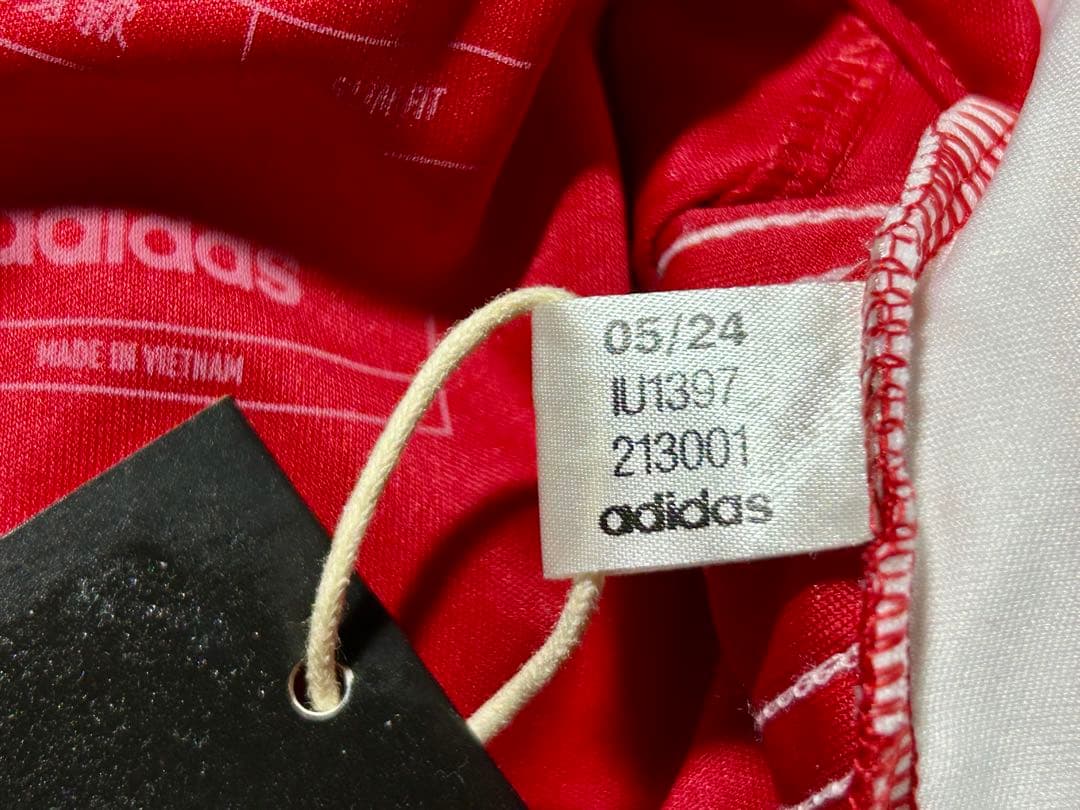 adidas
MADE IN VIETNAM
05/24
IU1397
213001
adidas